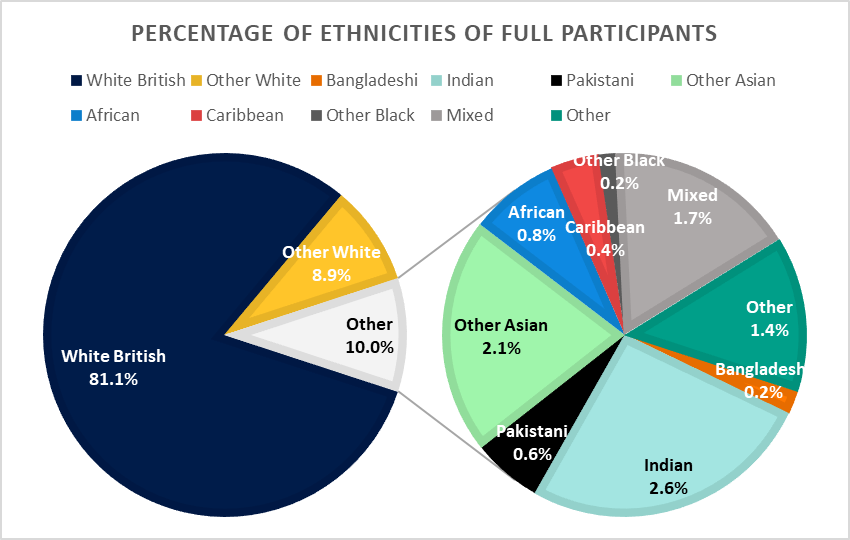 PERCENTAGE OF ETHNICITIES OF FULL PARTICIPANTS
White British Other White Bangladeshi Indian Pakistani Other Asian
African Caribbean Other Black Mixed Other
White British
81.1%
Other White
8.9%
Other
10.0%
Other Black
0.2%
Mixed
1.7%
African
0.8%
Caribbean
0.4%
Other
1.4%
Other Asian
2.1%
Bangladeshi
0.2%
Pakistani
0.6%
Indian
2.6%